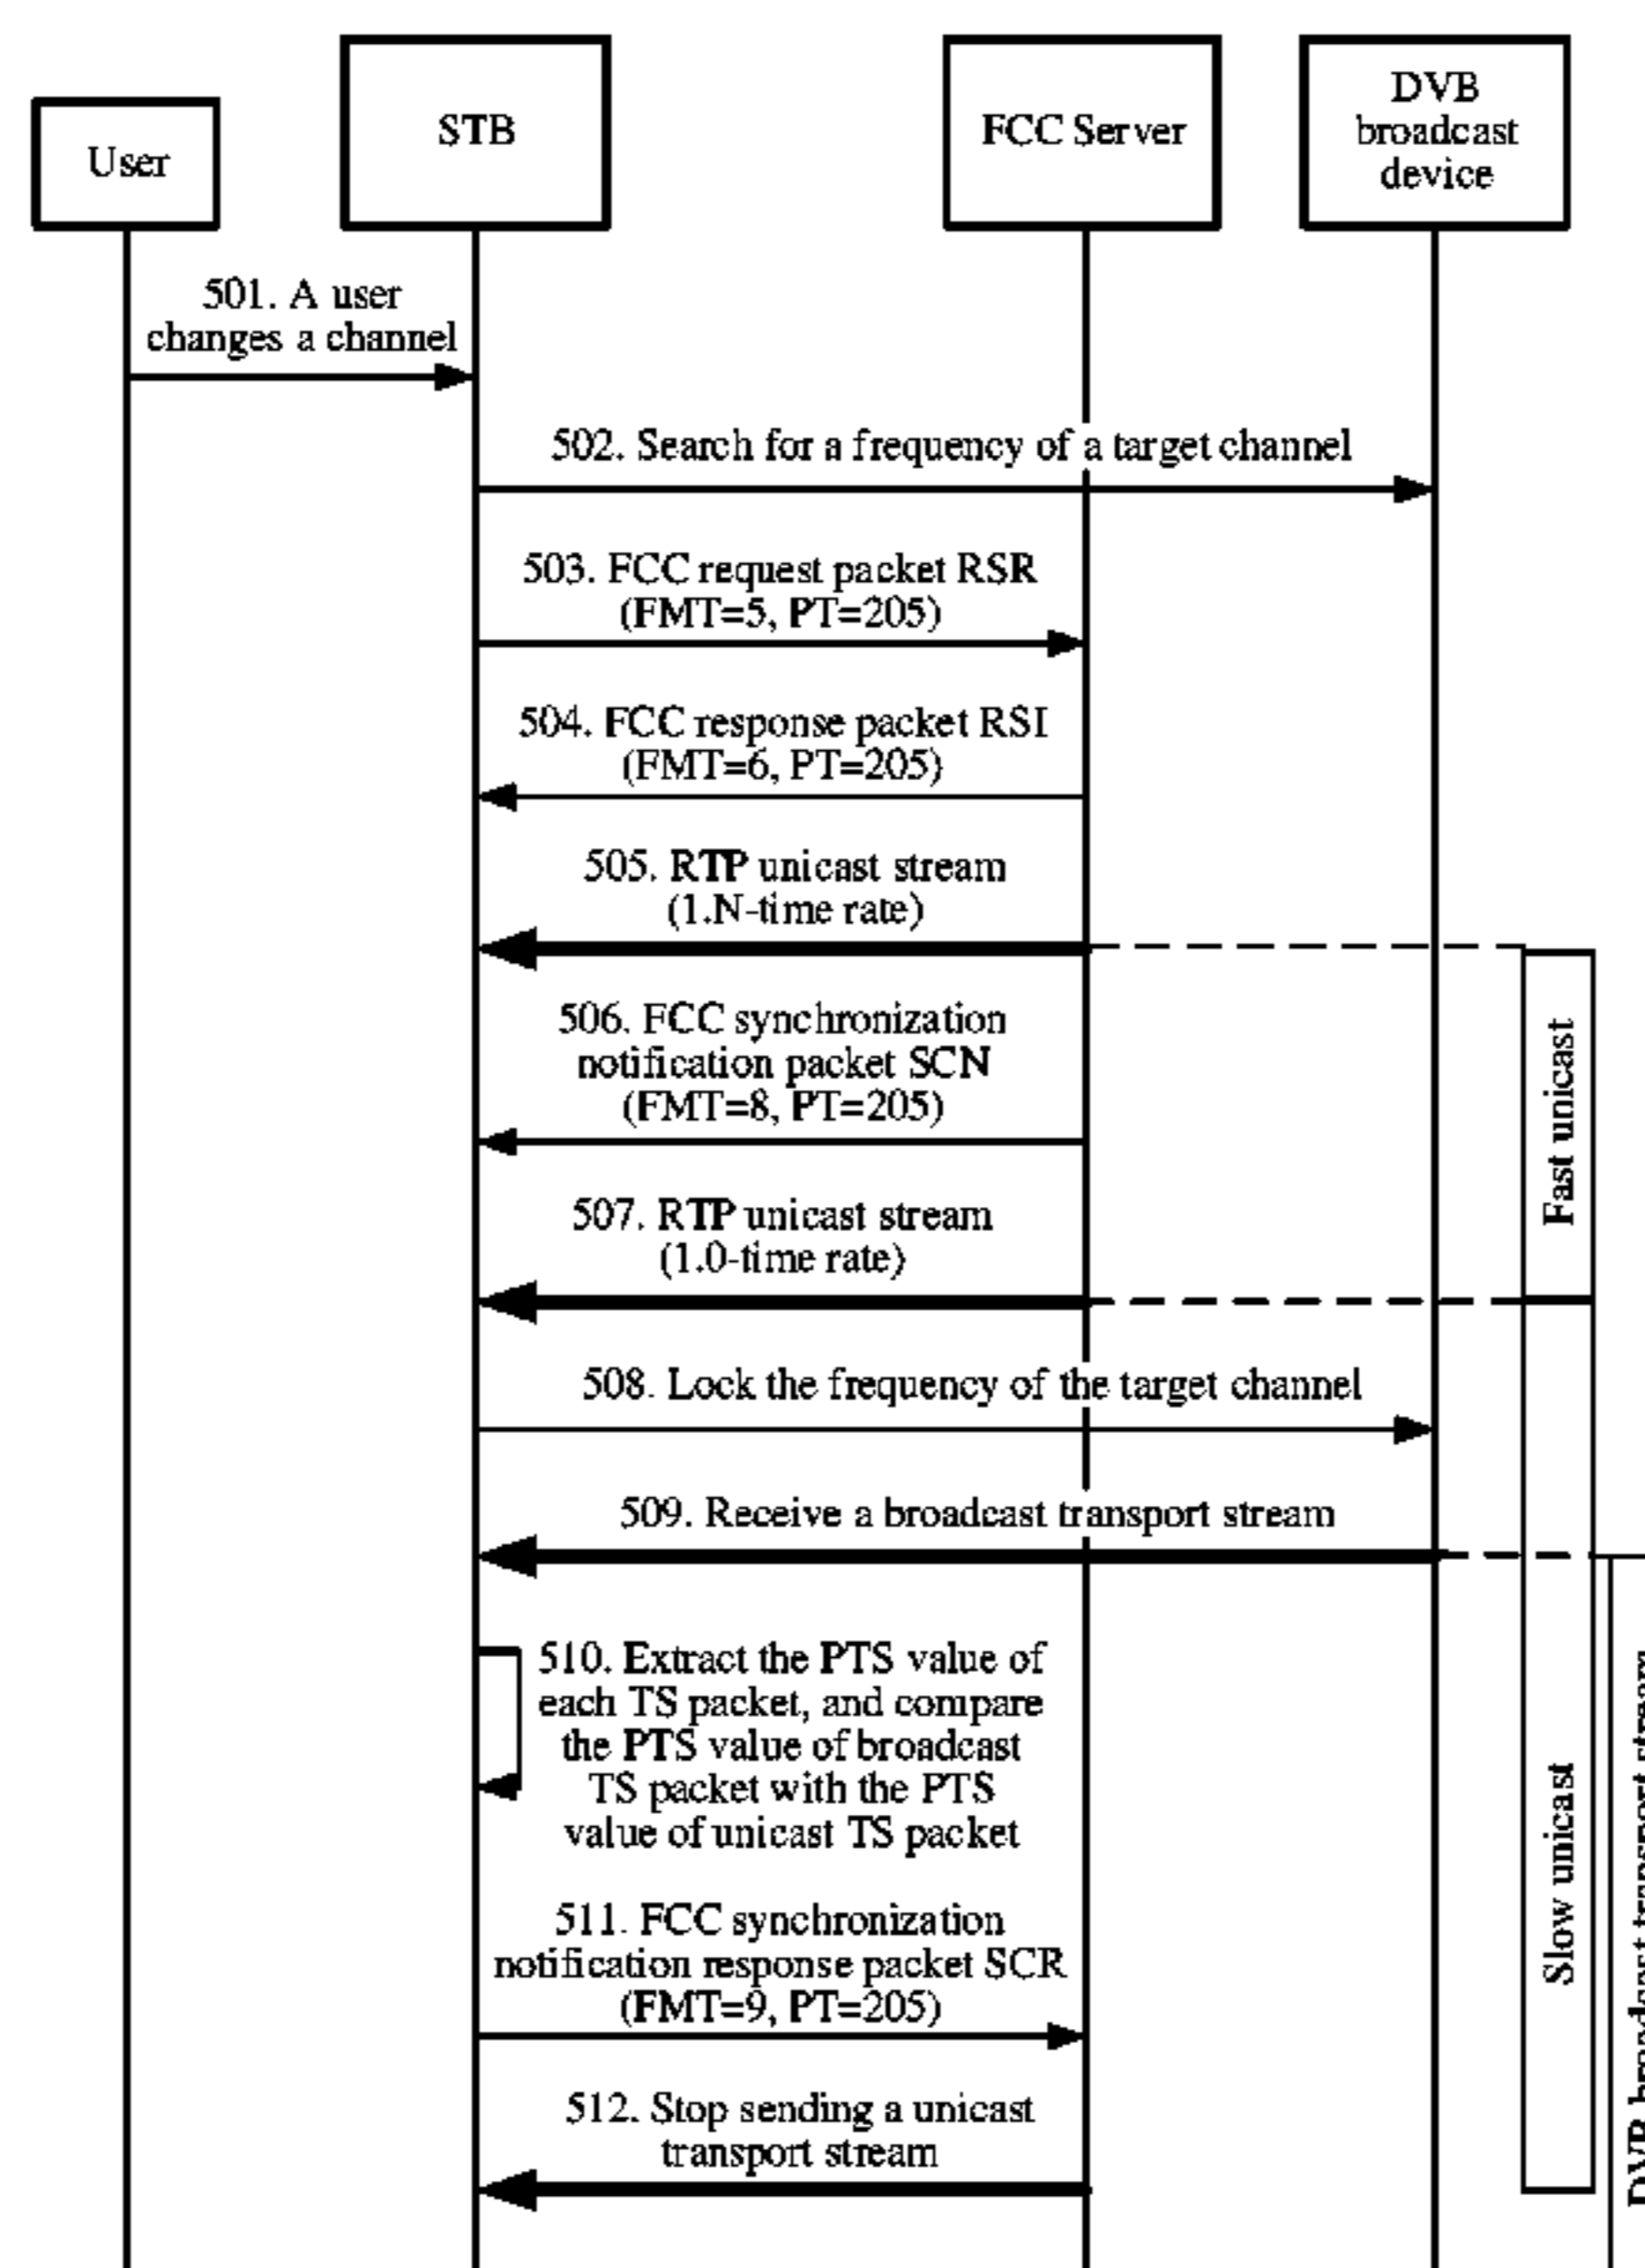 User
STB
FCC Server
DVB
broadcast
device
501. A user
changes a channel
502. Search for a frequency of a target channel
503. FCC request packet RSR
(FMT=5, PT=205)
504. FCC response packet RSI
(FMT=6, PT=205)
505. RTP unicast stream
(1.N-time rate)
506. FCC synchronization
notification packet SCN
(FMT=8, PT=205)
Fast unicast
507. RTP unicast stream
(1.0-time rate)
508. Lock the frequency of the target channel
509. Receive a broadcast transport stream
510. Extract the PTS value of
each TS packet, and compare
the PTS value of broadcast
TS packet with the PTS
value of unicast TS packet
Slow unicast
DVB broadcast transport stream
511. FCC synchronization
notification response packet SCR
(FMT=9, PT=205)
512. Stop sending a unicast
transport stream